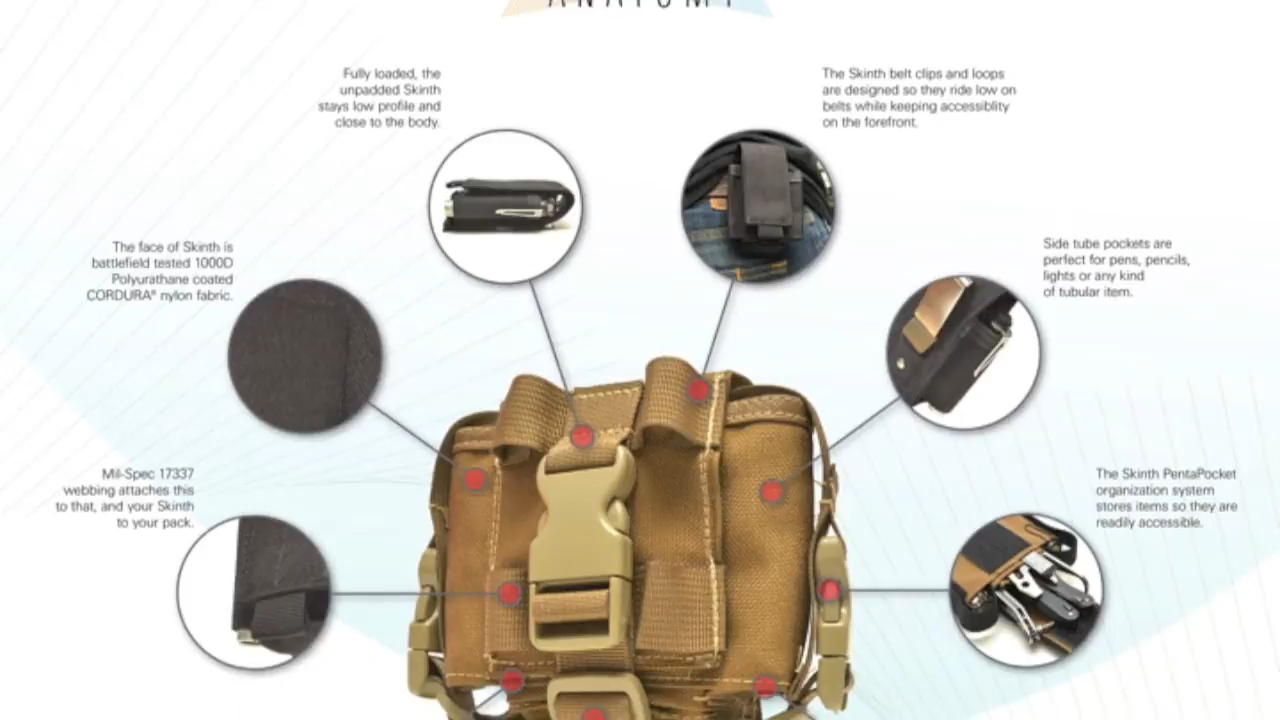 ANATOMY
Fully loaded, the
unpadded Skinth
stays low profile and
close to the body.
The Skinth belt clips and loops
are designed so they ride low on
belts while keeping accessiblity
on the forefront.
The face of Skinth is
battlefield tested 1000D
Polyurathane coated
CORDURA® nylon fabric.
Side tube pockets are
perfect for pens, pencils,
lights or any kind
of tubular item.
Mil-Spec 17337
webbing attaches this
to that, and your Skinth
to your pack.
The Skinth PentaPocket
organization system
stores items so they are
readily accessible.